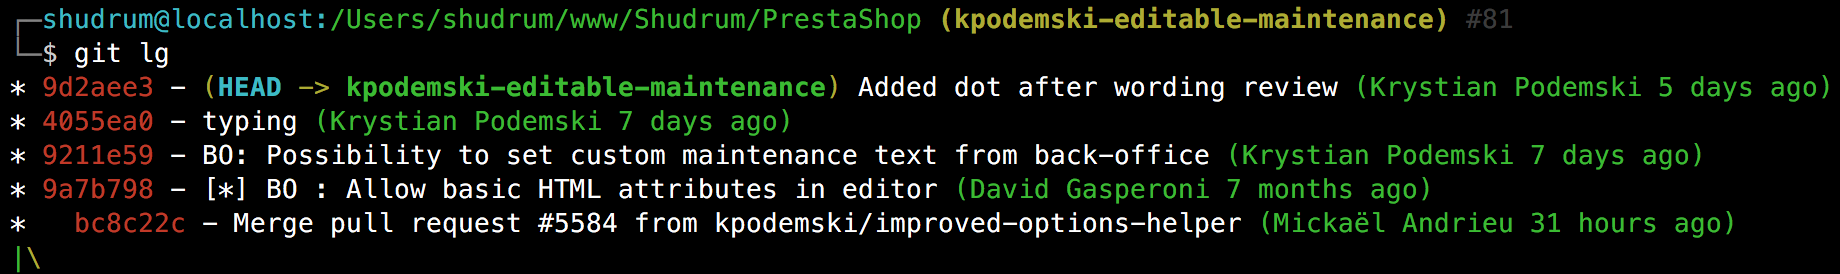 ┌─shudrum@localhost:/Users/shudrum/www/Shudrum/PrestaShop (kpodemski-editable-maintenance) #81
└─$ git lg
* 9d2aee3 - (HEAD -> kpodemski-editable-maintenance) Added dot after wording review (Krystian Podemski 5 days ago)
* 4055ea0 - typing (Krystian Podemski 7 days ago)
* 9211e59 - BO: Possibility to set custom maintenance text from back-office (Krystian Podemski 7 days ago)
* 9a7b798 - [*] BO : Allow basic HTML attributes in editor (David Gasperoni 7 months ago)
*   bc8c22c - Merge pull request #5584 from kpodemski/improved-options-helper (Mickaël Andrieu 31 hours ago)
|\